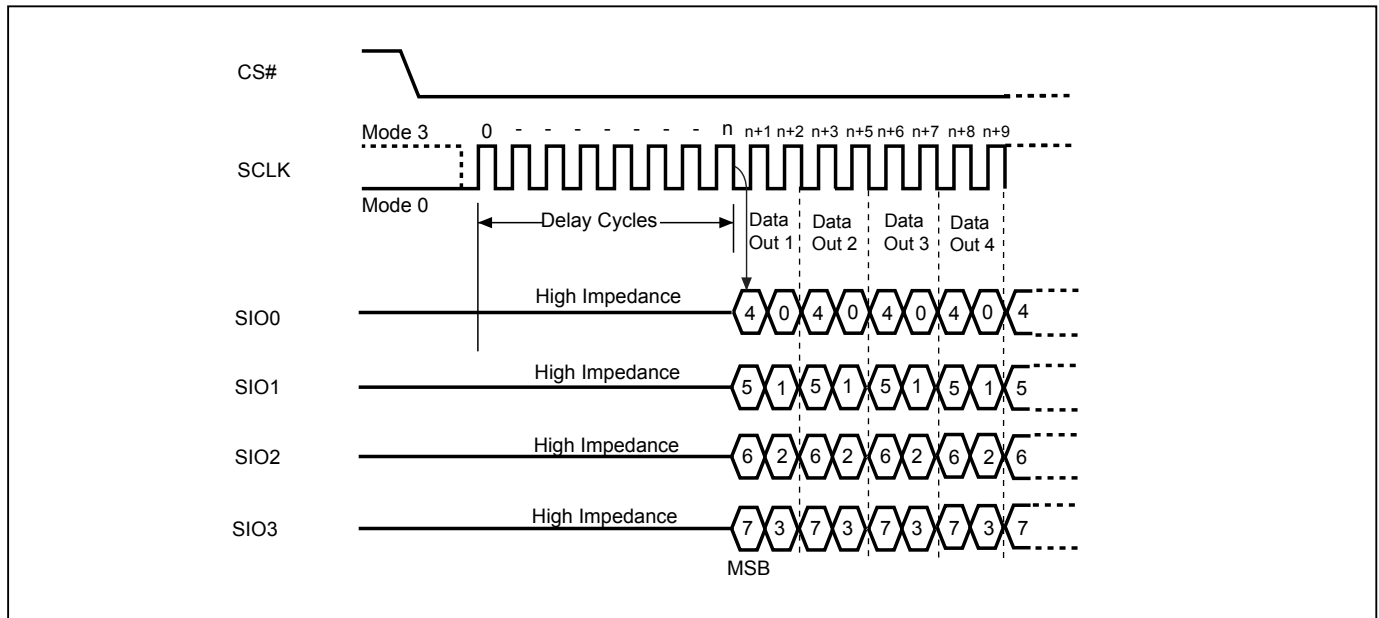 CS#
Mode 3
0 - - - - - - - n n+1 n+2 n+3 n+5 n+6 n+7 n+8 n+9
SCLK
Mode 0
Delay Cycles
Data Out 1
Data Out 2
Data Out 3
Data Out 4
High Impedance
SIO0
4 0 4 0 4 0 4 0 4
High Impedance
SIO1
5 1 5 1 5 1 5 1 5
High Impedance
SIO2
6 2 6 2 6 2 6 2 6
High Impedance
SIO3
7 3 7 3 7 3 7 3 7
MSB